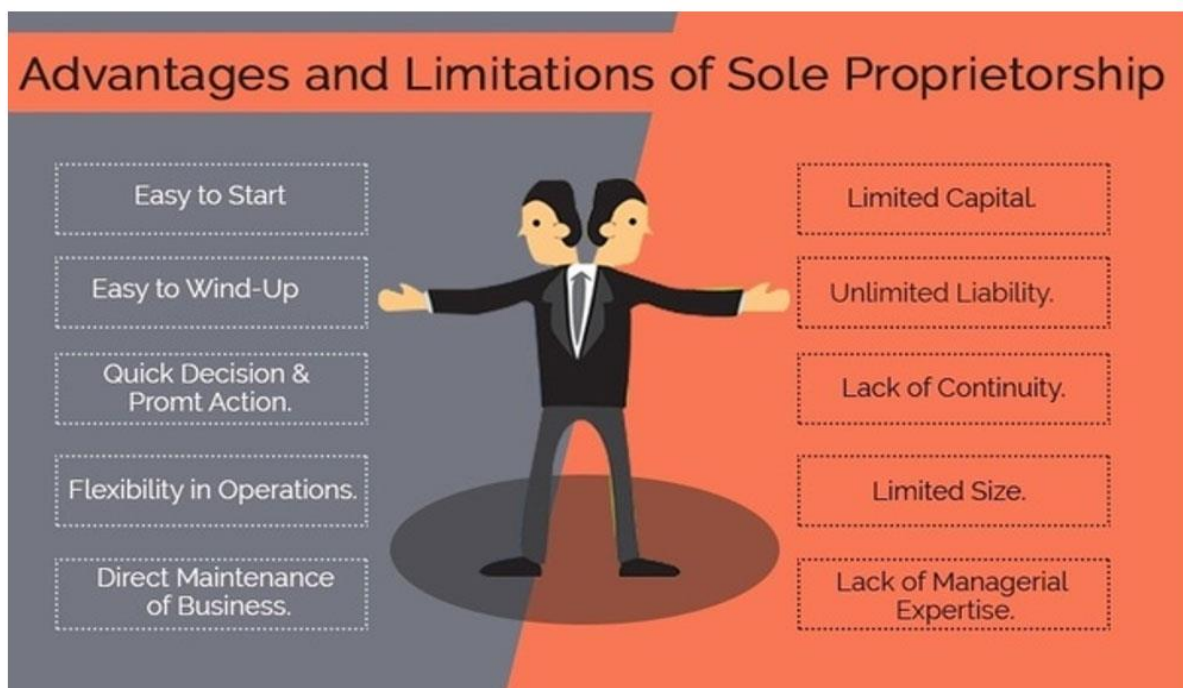 Advantages and Limitations of Sole Proprietorship
Easy to Start
Easy to Wind-Up
Quick Decision &
Promt Action.
Flexibility in Operations.
Direct Maintenance
of Business.
Limited Capital.
Unlimited Liability.
Lack of Continuity.
Limited Size.
Lack of Managerial
Expertise.